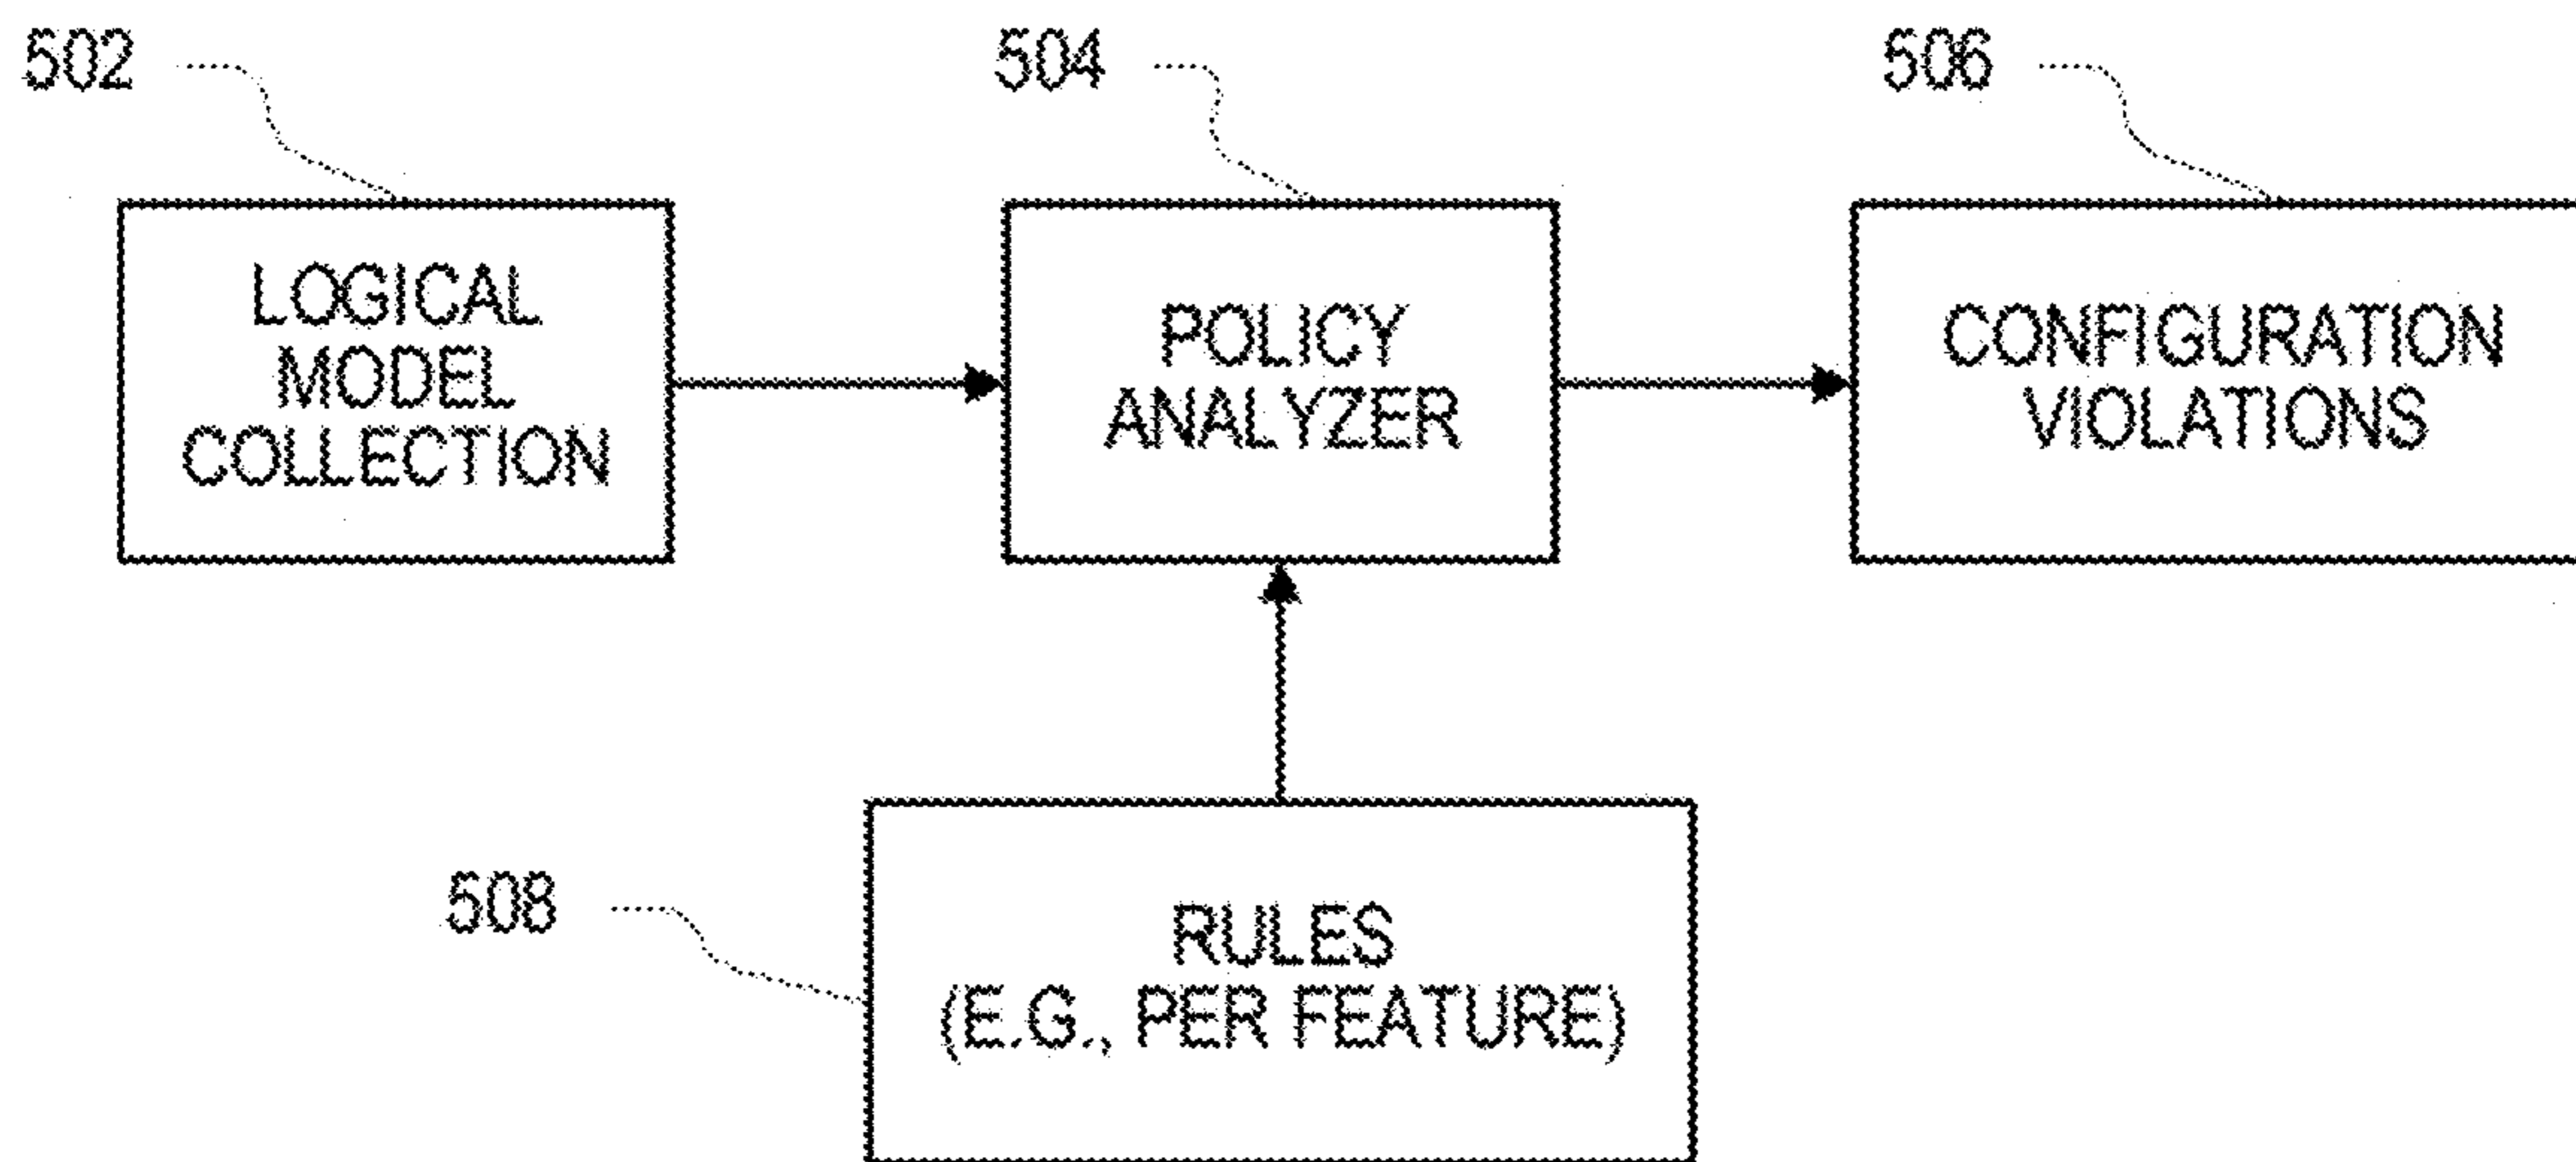 502
504
506
LOGICAL
MODEL
COLLECTION
POLICY
ANALYZER
CONFIGURATION
VIOLATIONS
508
RULES
(E.G., PER FEATURE)